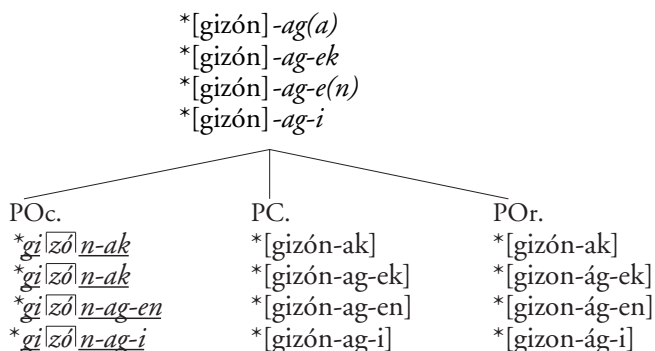 *[gizón]-ag(a)
*[gizón]-ag-ek
*[gizón]-ag-e(n)
*[gizón]-ag-i
POc. PC. POr.
*gizón-ak *[gizón-ak] *[gizón-ak]
*gizón-ak *[gizón-ag-ek] *[gizón-ág-ek]
*gizón-ag-en *[gizón-ag-en] *[gizon-ág-en]
*gizón-ag-i *[gizón-ag-i] *[gizon-ág-i]